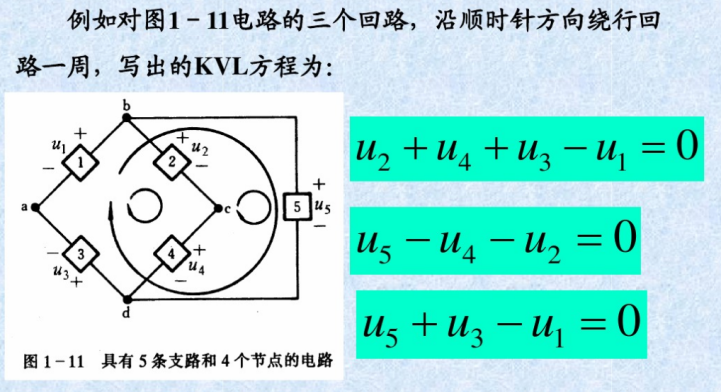 例如对图1-11电路的三个回路，沿顺时针方向绕行回
路一周，写出的KVL方程为：
b
u₁ + −
1
+ u₂ −
2
a
c
5
+ u₅ −
3
− u₃ +
4
+ u₄ −
d
u₂ + u₄ + u₃ − u₁ = 0
u₅ − u₄ − u₂ = 0
u₅ + u₃ − u₁ = 0
图 1-11 具有 5 条支路和 4 个节点的电路